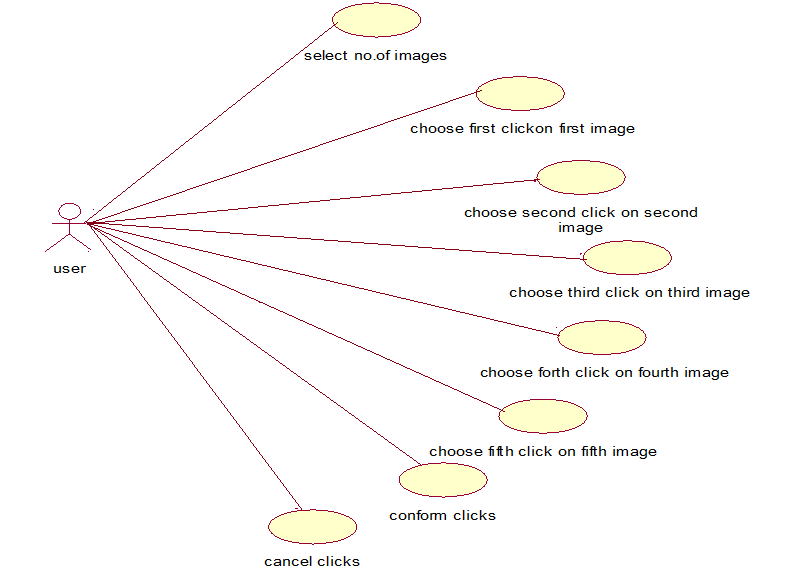 select no.of images
choose first clickon first image
choose second click on second
image
user
choose third click on third image
choose forth click on fourth image
choose fifth click on fifth image
conform clicks
cancel clicks